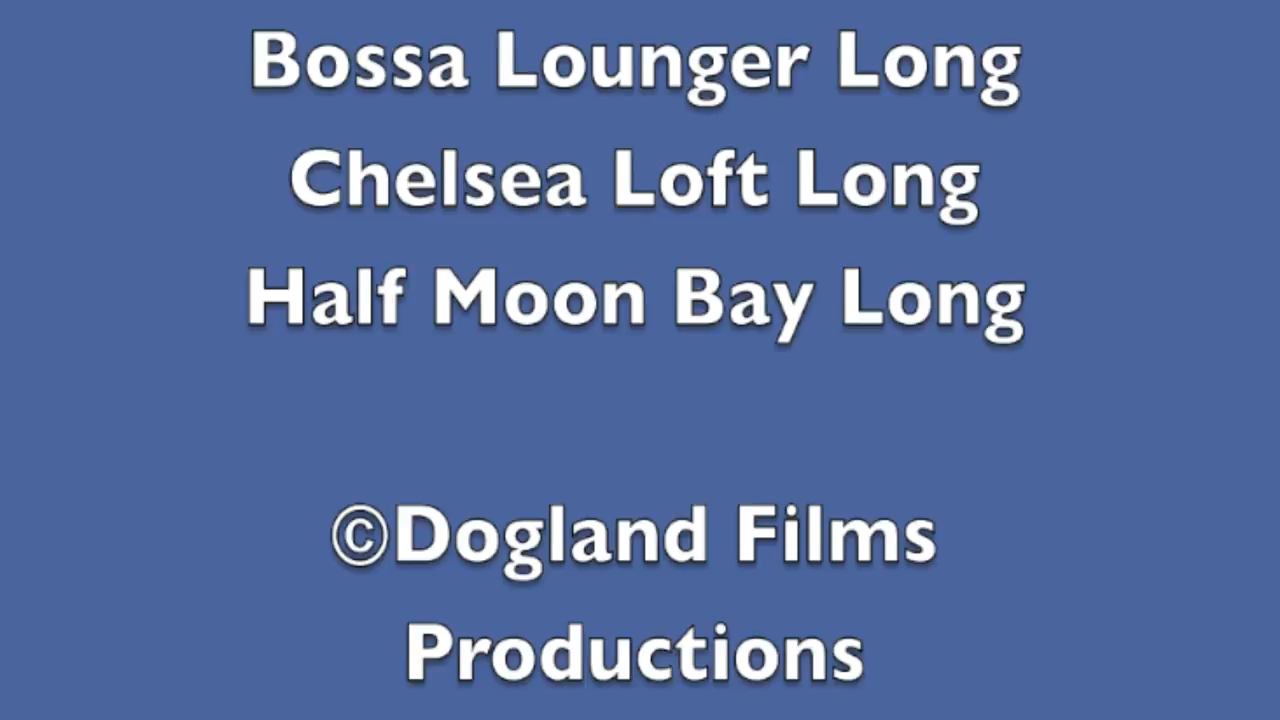 Bossa Lounger Long
Chelsea Loft Long
Half Moon Bay Long
©Dogland Films
Productions